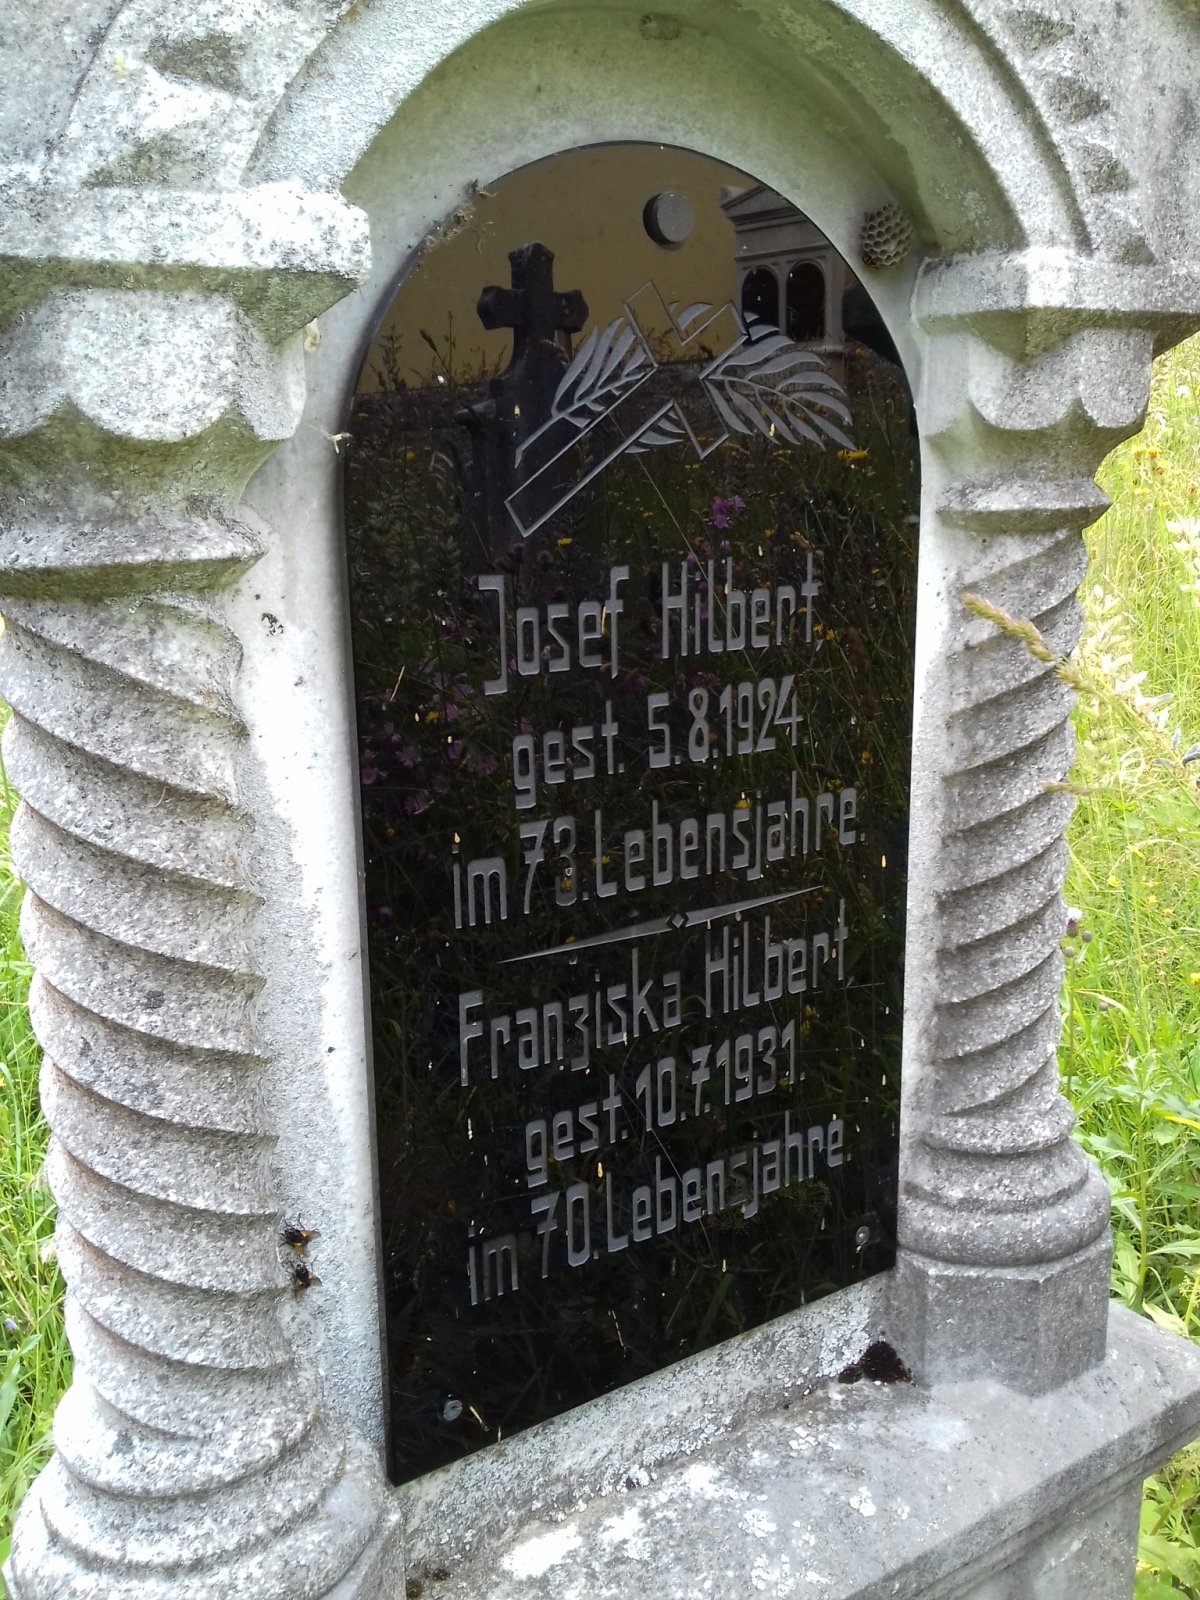 Josef Hilbert,
gest. 5.8.1924.
im 73. Lebensjahre.
Franziska Hilbert
gest. 10.7.1931.
im 70. Lebensjahre.